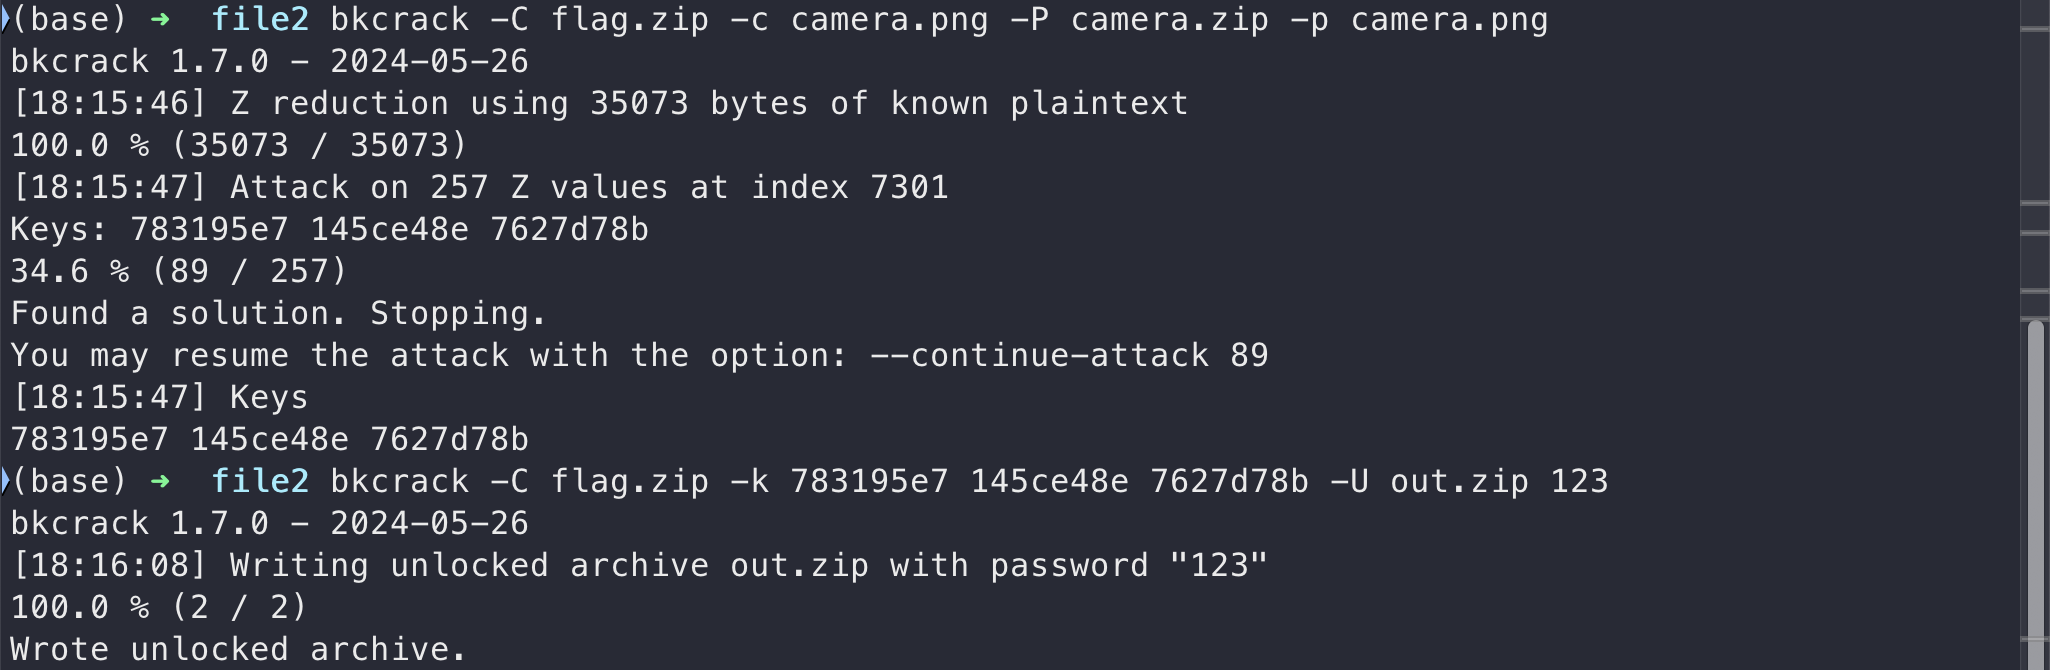 (base) ➜  file2 bkcrack -C flag.zip -c camera.png -P camera.zip -p camera.png
bkcrack 1.7.0 - 2024-05-26
[18:15:46] Z reduction using 35073 bytes of known plaintext
100.0 % (35073 / 35073)
[18:15:47] Attack on 257 Z values at index 7301
Keys: 783195e7 145ce48e 7627d78b
34.6 % (89 / 257)
Found a solution. Stopping.
You may resume the attack with the option: --continue-attack 89
[18:15:47] Keys
783195e7 145ce48e 7627d78b
(base) ➜  file2 bkcrack -C flag.zip -k 783195e7 145ce48e 7627d78b -U out.zip 123
bkcrack 1.7.0 - 2024-05-26
[18:16:08] Writing unlocked archive out.zip with password "123"
100.0 % (2 / 2)
Wrote unlocked archive.